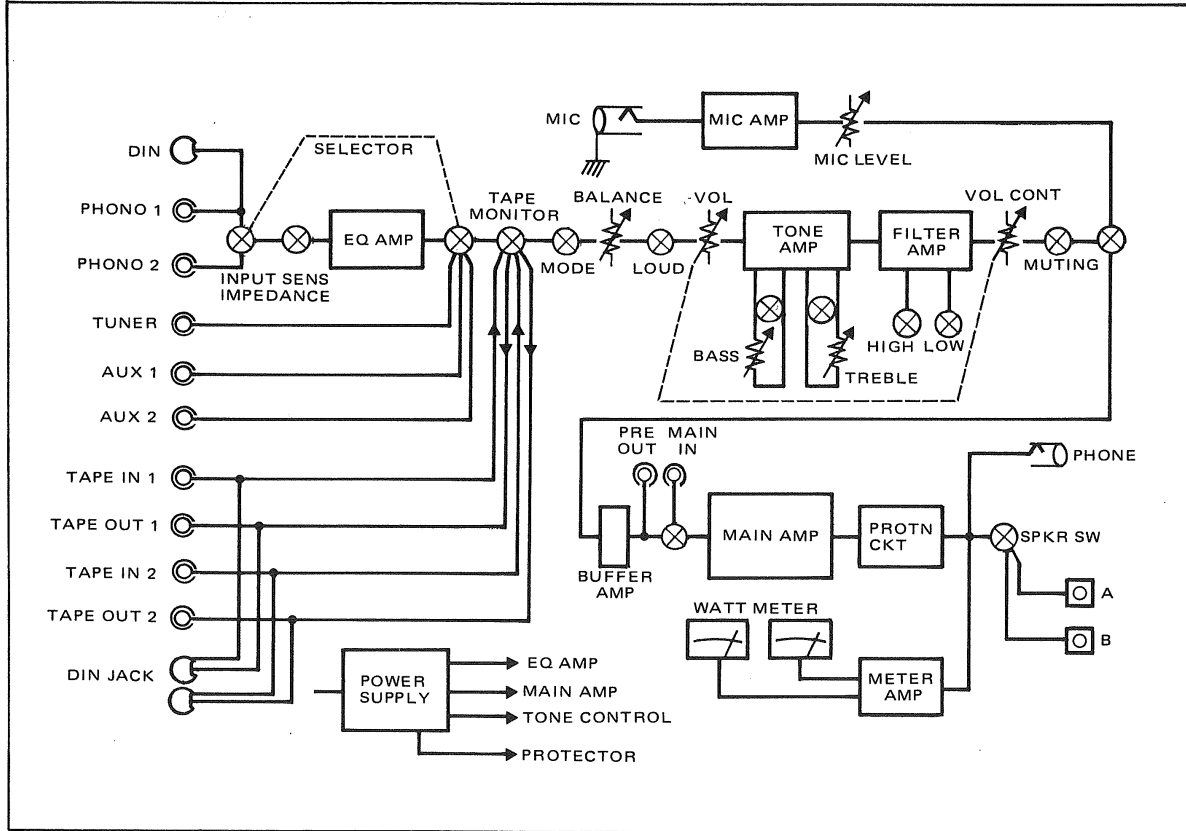 MIC
MIC AMP
MIC LEVEL
DIN
SELECTOR
PHONO 1
TAPE
MONITOR
BALANCE
VOL
VOL CONT
EQ AMP
TONE
AMP
FILTER
AMP
PHONO 2
INPUT SENS
IMPEDANCE
MODE
LOUD
MUTING
TUNER
BASS
TREBLE
HIGH LOW
AUX 1
AUX 2
PRE
OUT
MAIN
IN
PHONE
TAPE IN 1
TAPE OUT 1
MAIN AMP
PROTN
CKT
SPKR SW
TAPE IN 2
BUFFER
AMP
A
TAPE OUT 2
WATT METER
B
DIN JACK
POWER
SUPPLY
EQ AMP
MAIN AMP
TONE CONTROL
PROTECTOR
METER
AMP